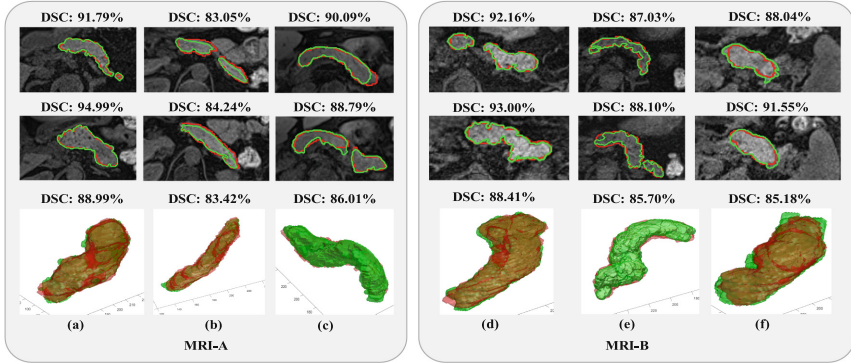 DSC: 91.79% DSC: 83.05% DSC: 90.09% DSC: 92.16% DSC: 87.03% DSC: 88.04%
DSC: 94.99% DSC: 84.24% DSC: 88.79% DSC: 93.00% DSC: 88.10% DSC: 91.55%
DSC: 88.99% DSC: 83.42% DSC: 86.01% DSC: 88.41% DSC: 85.70% DSC: 85.18%
(a) (b) (c) (d) (e) (f)
MRI-A MRI-B